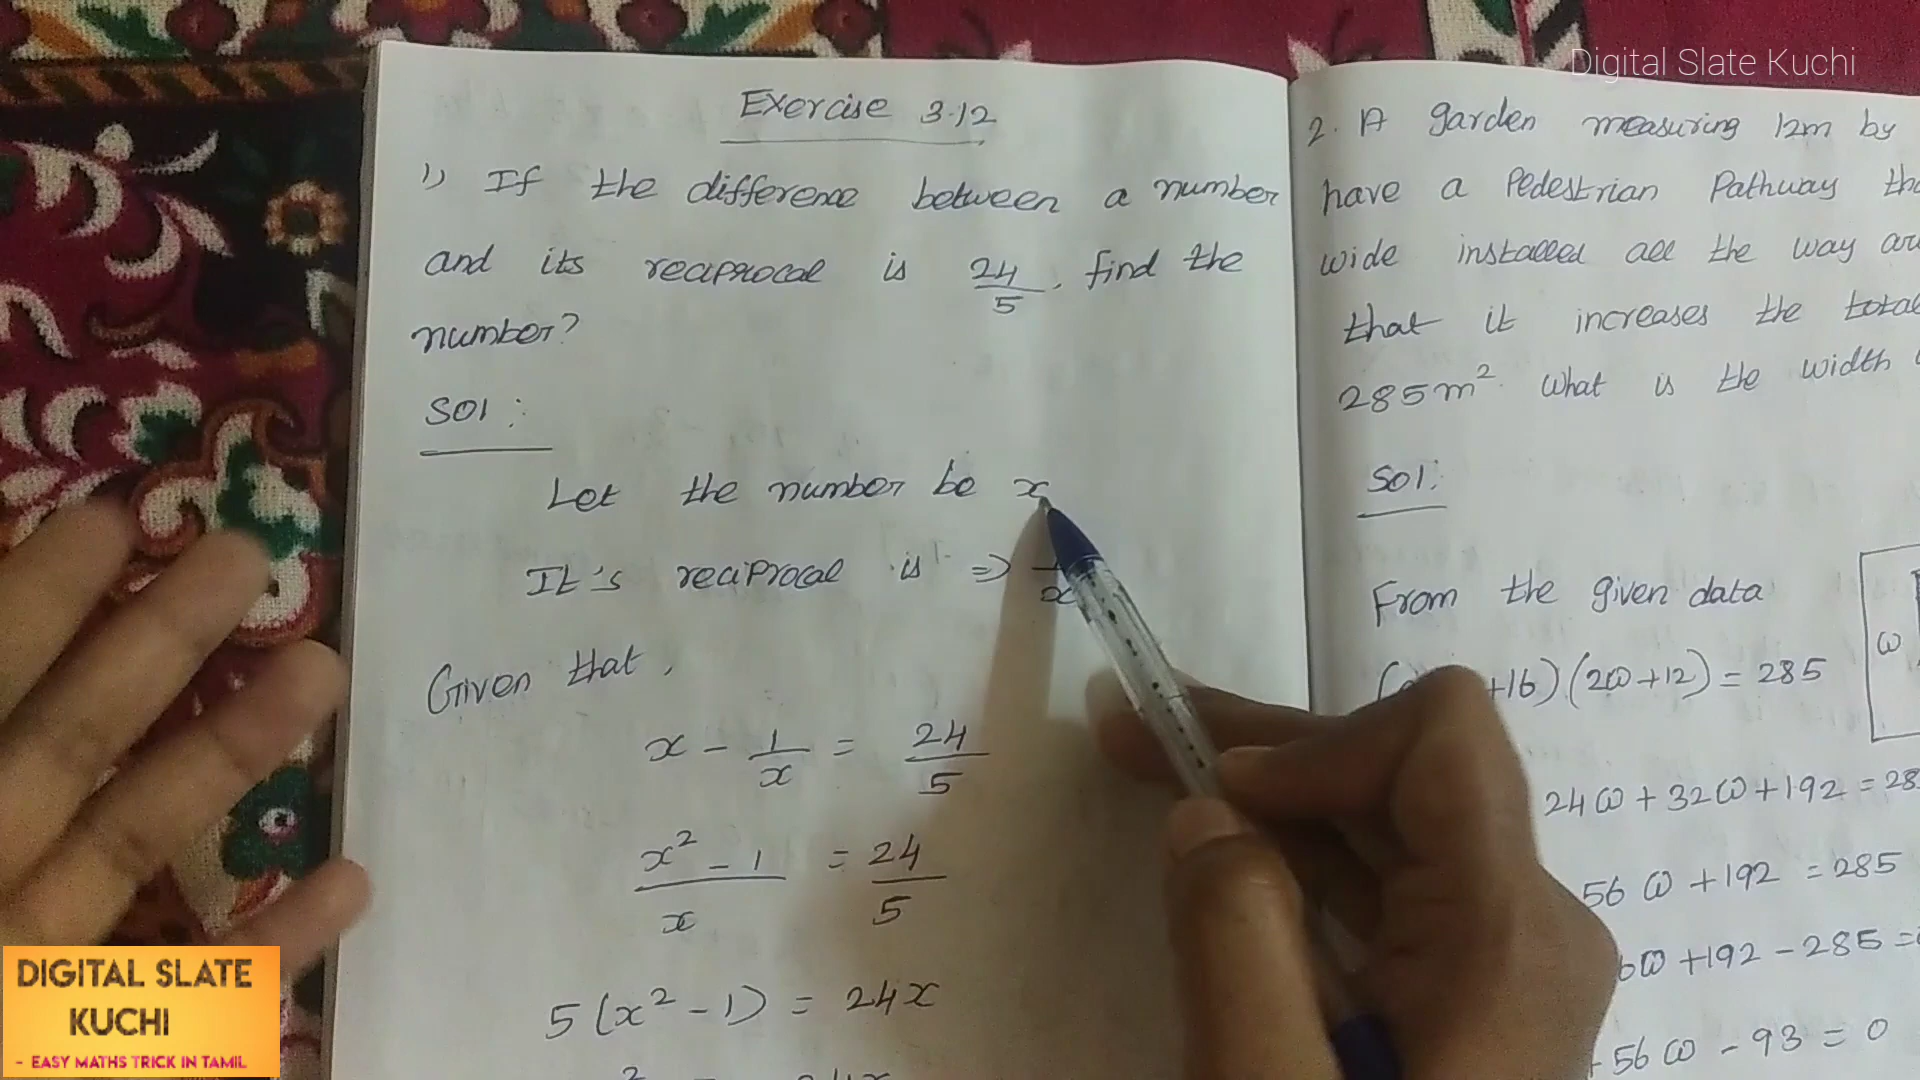 Digital Slate Kuchi
Exercise 3.12
1) If the difference between a number
and its reciprocal is 24/5, find the
number?
Sol:
Let the number be x
It's reciprocal is => 1/x
Given that,
x - 1/x = 24/5
x² - 1 / x = 24/5
5(x² - 1) = 24x
2. A garden measuring 12m by
have a Pedestrian Pathway
wide installed all the way
that it increases the total
285m². What is the width
Sol:
From the given data
+16)(2ω+12) = 285
ω
24ω + 32ω + 192 = 28
56ω + 192 = 285
ω + 192 - 285 =
56ω - 93 = 0
DIGITAL SLATE
KUCHI
- EASY MATHS TRICK IN TAMIL